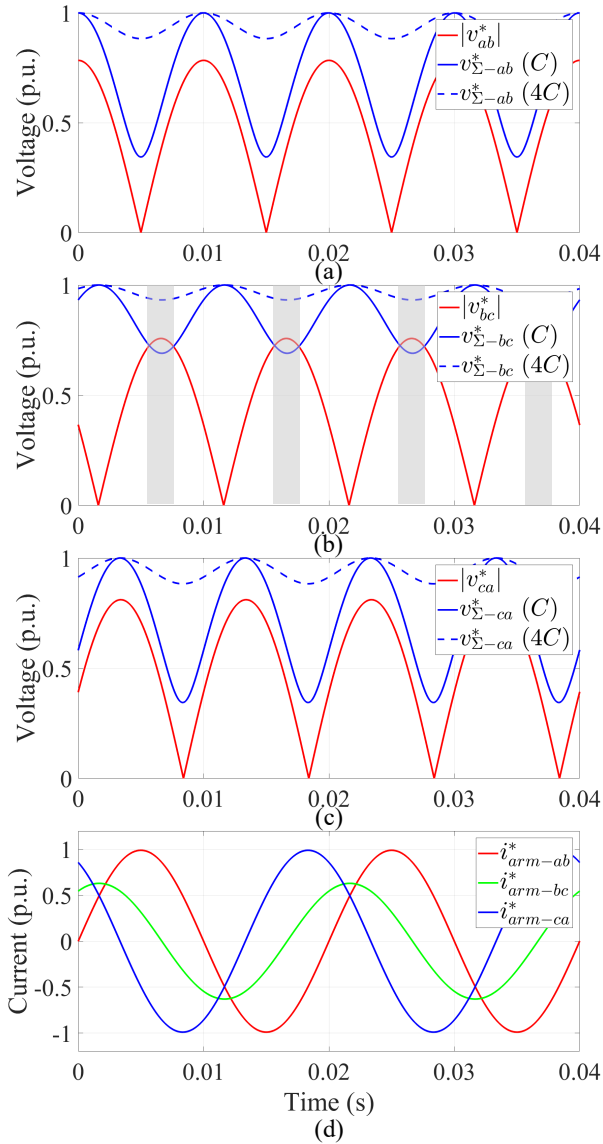 1
0.5
0
Voltage (p.u.)
|v*ab|
v*Σ−ab (C)
v*Σ−ab (4C)
0 0.01 0.02 0.03 0.04
(a)
1
0.5
0
Voltage (p.u.)
|v*bc|
v*Σ−bc (C)
v*Σ−bc (4C)
0 0.01 0.02 0.03 0.04
(b)
1
0.5
0
Voltage (p.u.)
|v*ca|
v*Σ−ca (C)
v*Σ−ca (4C)
0 0.01 0.02 0.03 0.04
(c)
1
0.5
0
-0.5
-1
Current (p.u.)
i*arm−ab
i*arm−bc
i*arm−ca
0 0.01 0.02 0.03 0.04
Time (s)
(d)